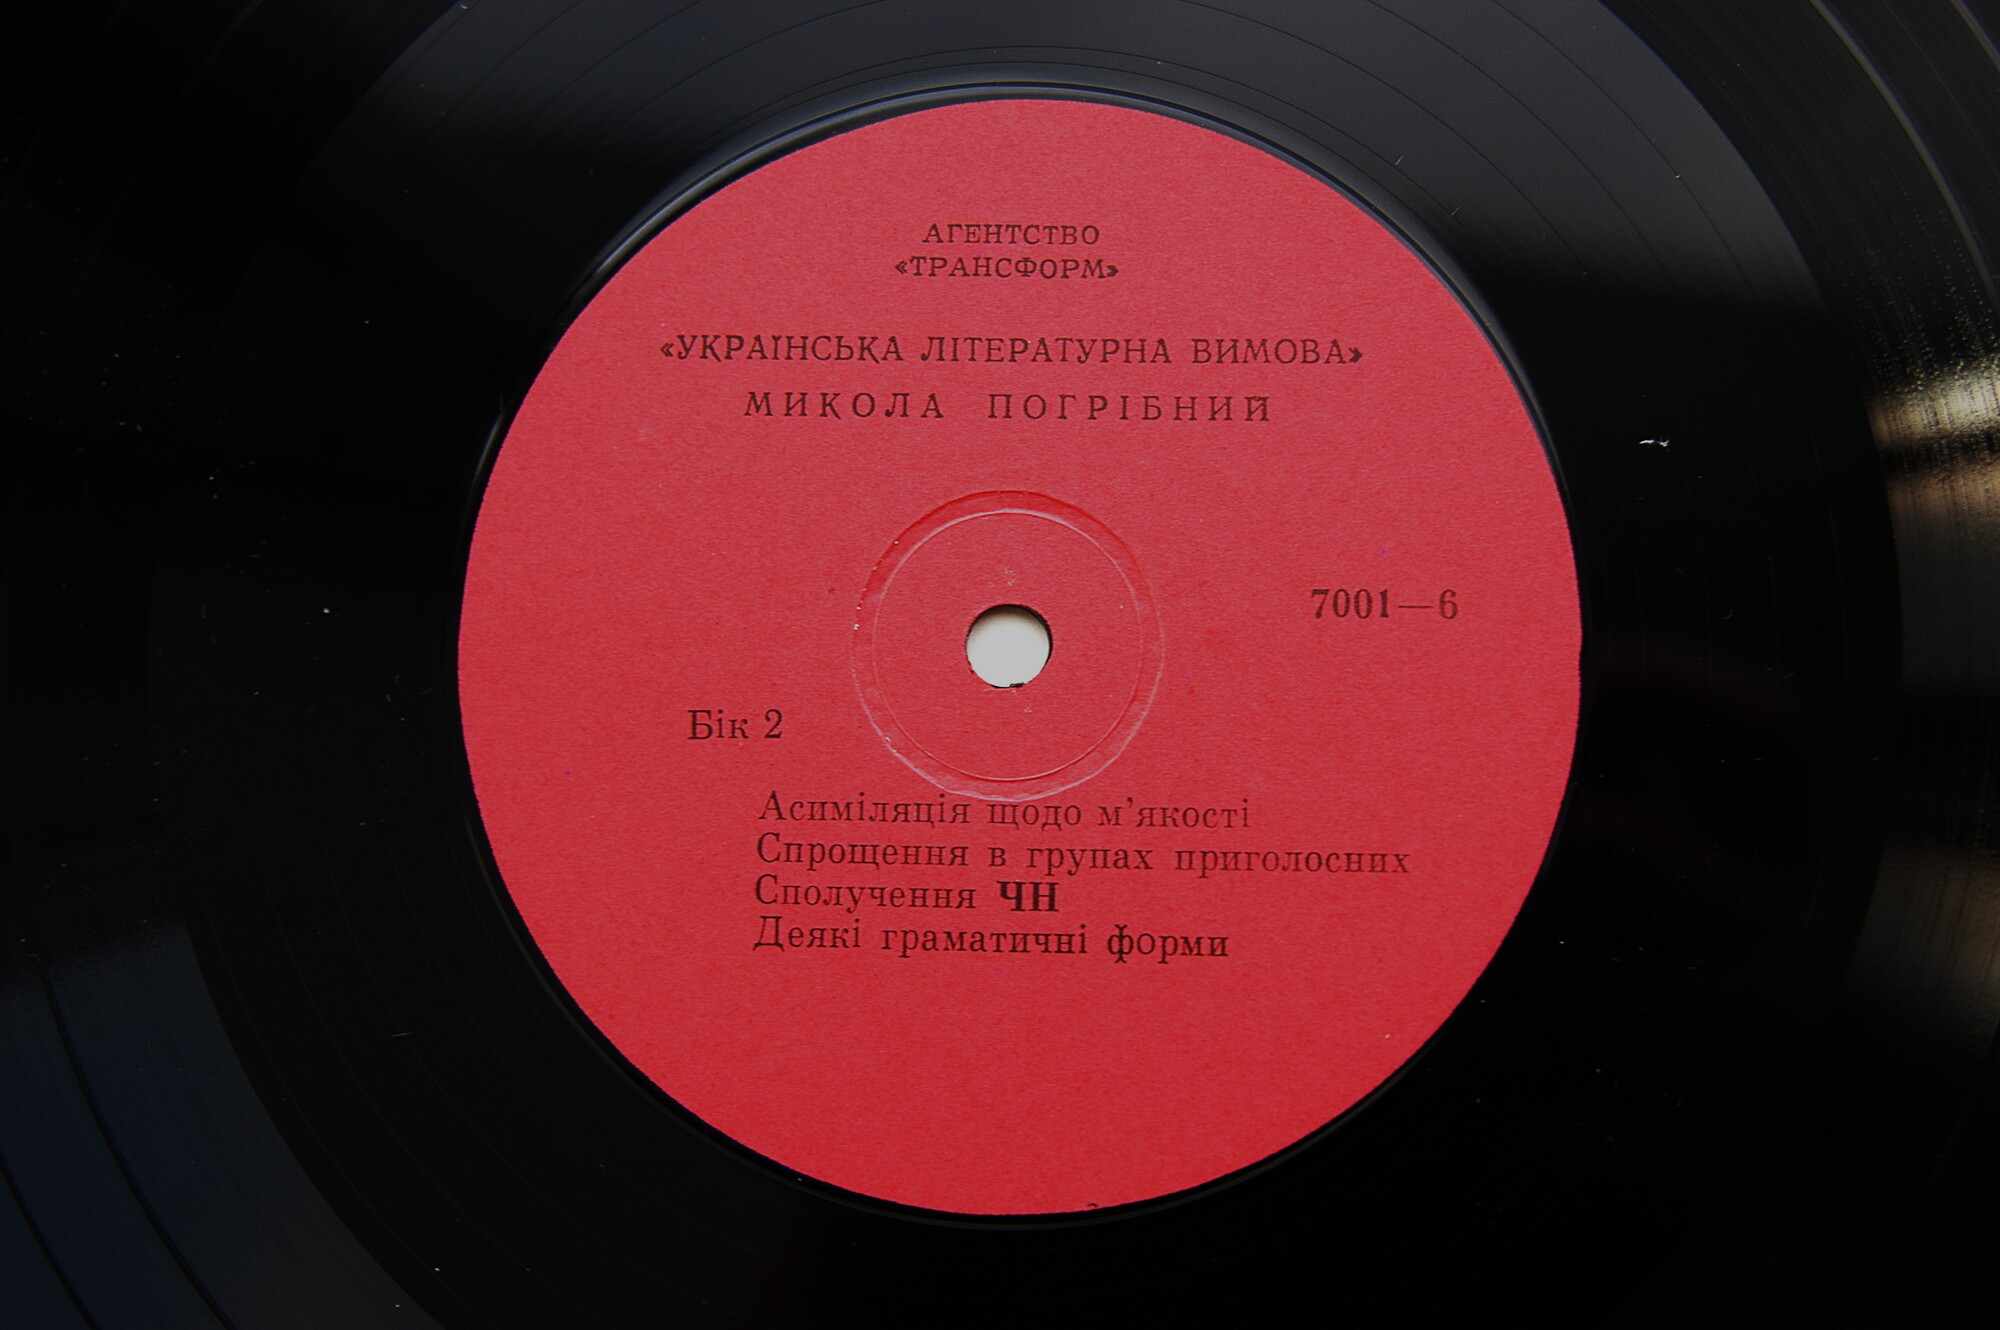 АГЕНТСТВО
«ТРАНСФОРМ»
«УКРАЇНСЬКА ЛІТЕРАТУРНА ВИМОВА»
МИКОЛА ПОГРІБНИЙ
7001—6
Бік 2
Асиміляція щодо м’якості
Спрощення в групах приголосних
Сполучення ЧН
Деякі граматичні форми